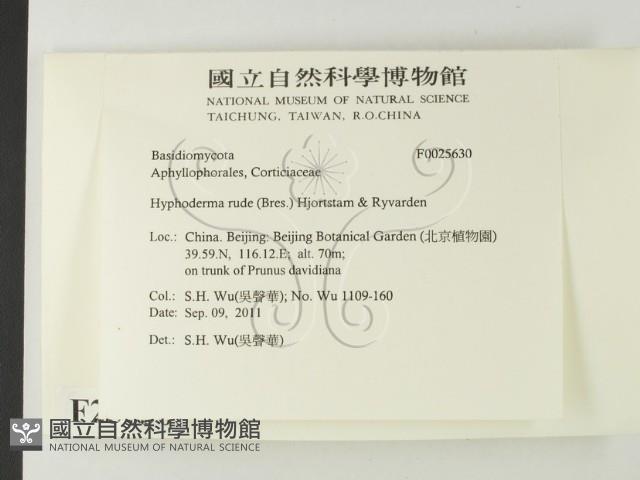 國立自然科學博物館
NATIONAL MUSEUM OF NATURAL SCIENCE
TAICHUNG, TAIWAN, R.O.CHINA
Basidiomycota F0025630
Aphyllophorales, Corticiaceae
Hyphoderma rude (Bres.) Hjortstam & Ryvarden
Loc.: China. Beijing: Beijing Botanical Garden (北京植物園)
39.59.N, 116.12.E; alt. 70m;
on trunk of Prunus davidiana
Col.: S.H. Wu(吳聲華); No. Wu 1109-160
Date: Sep. 09, 2011
Det.: S.H. Wu(吳聲華)
國立自然科學博物館
NATIONAL MUSEUM OF NATURAL SCIENCE